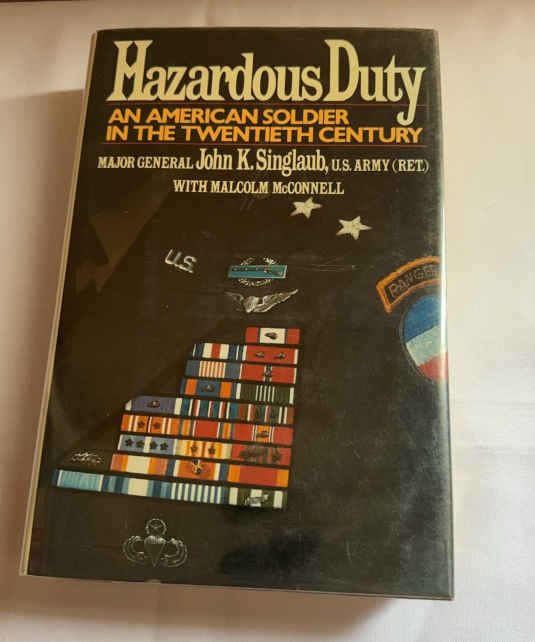 Hazardous Duty
AN AMERICAN SOLDIER
IN THE TWENTIETH CENTURY
MAJOR GENERAL John K. Singlaub, U.S. ARMY (RET.)
WITH MALCOLM McCONNELL
U.S.
RANGER